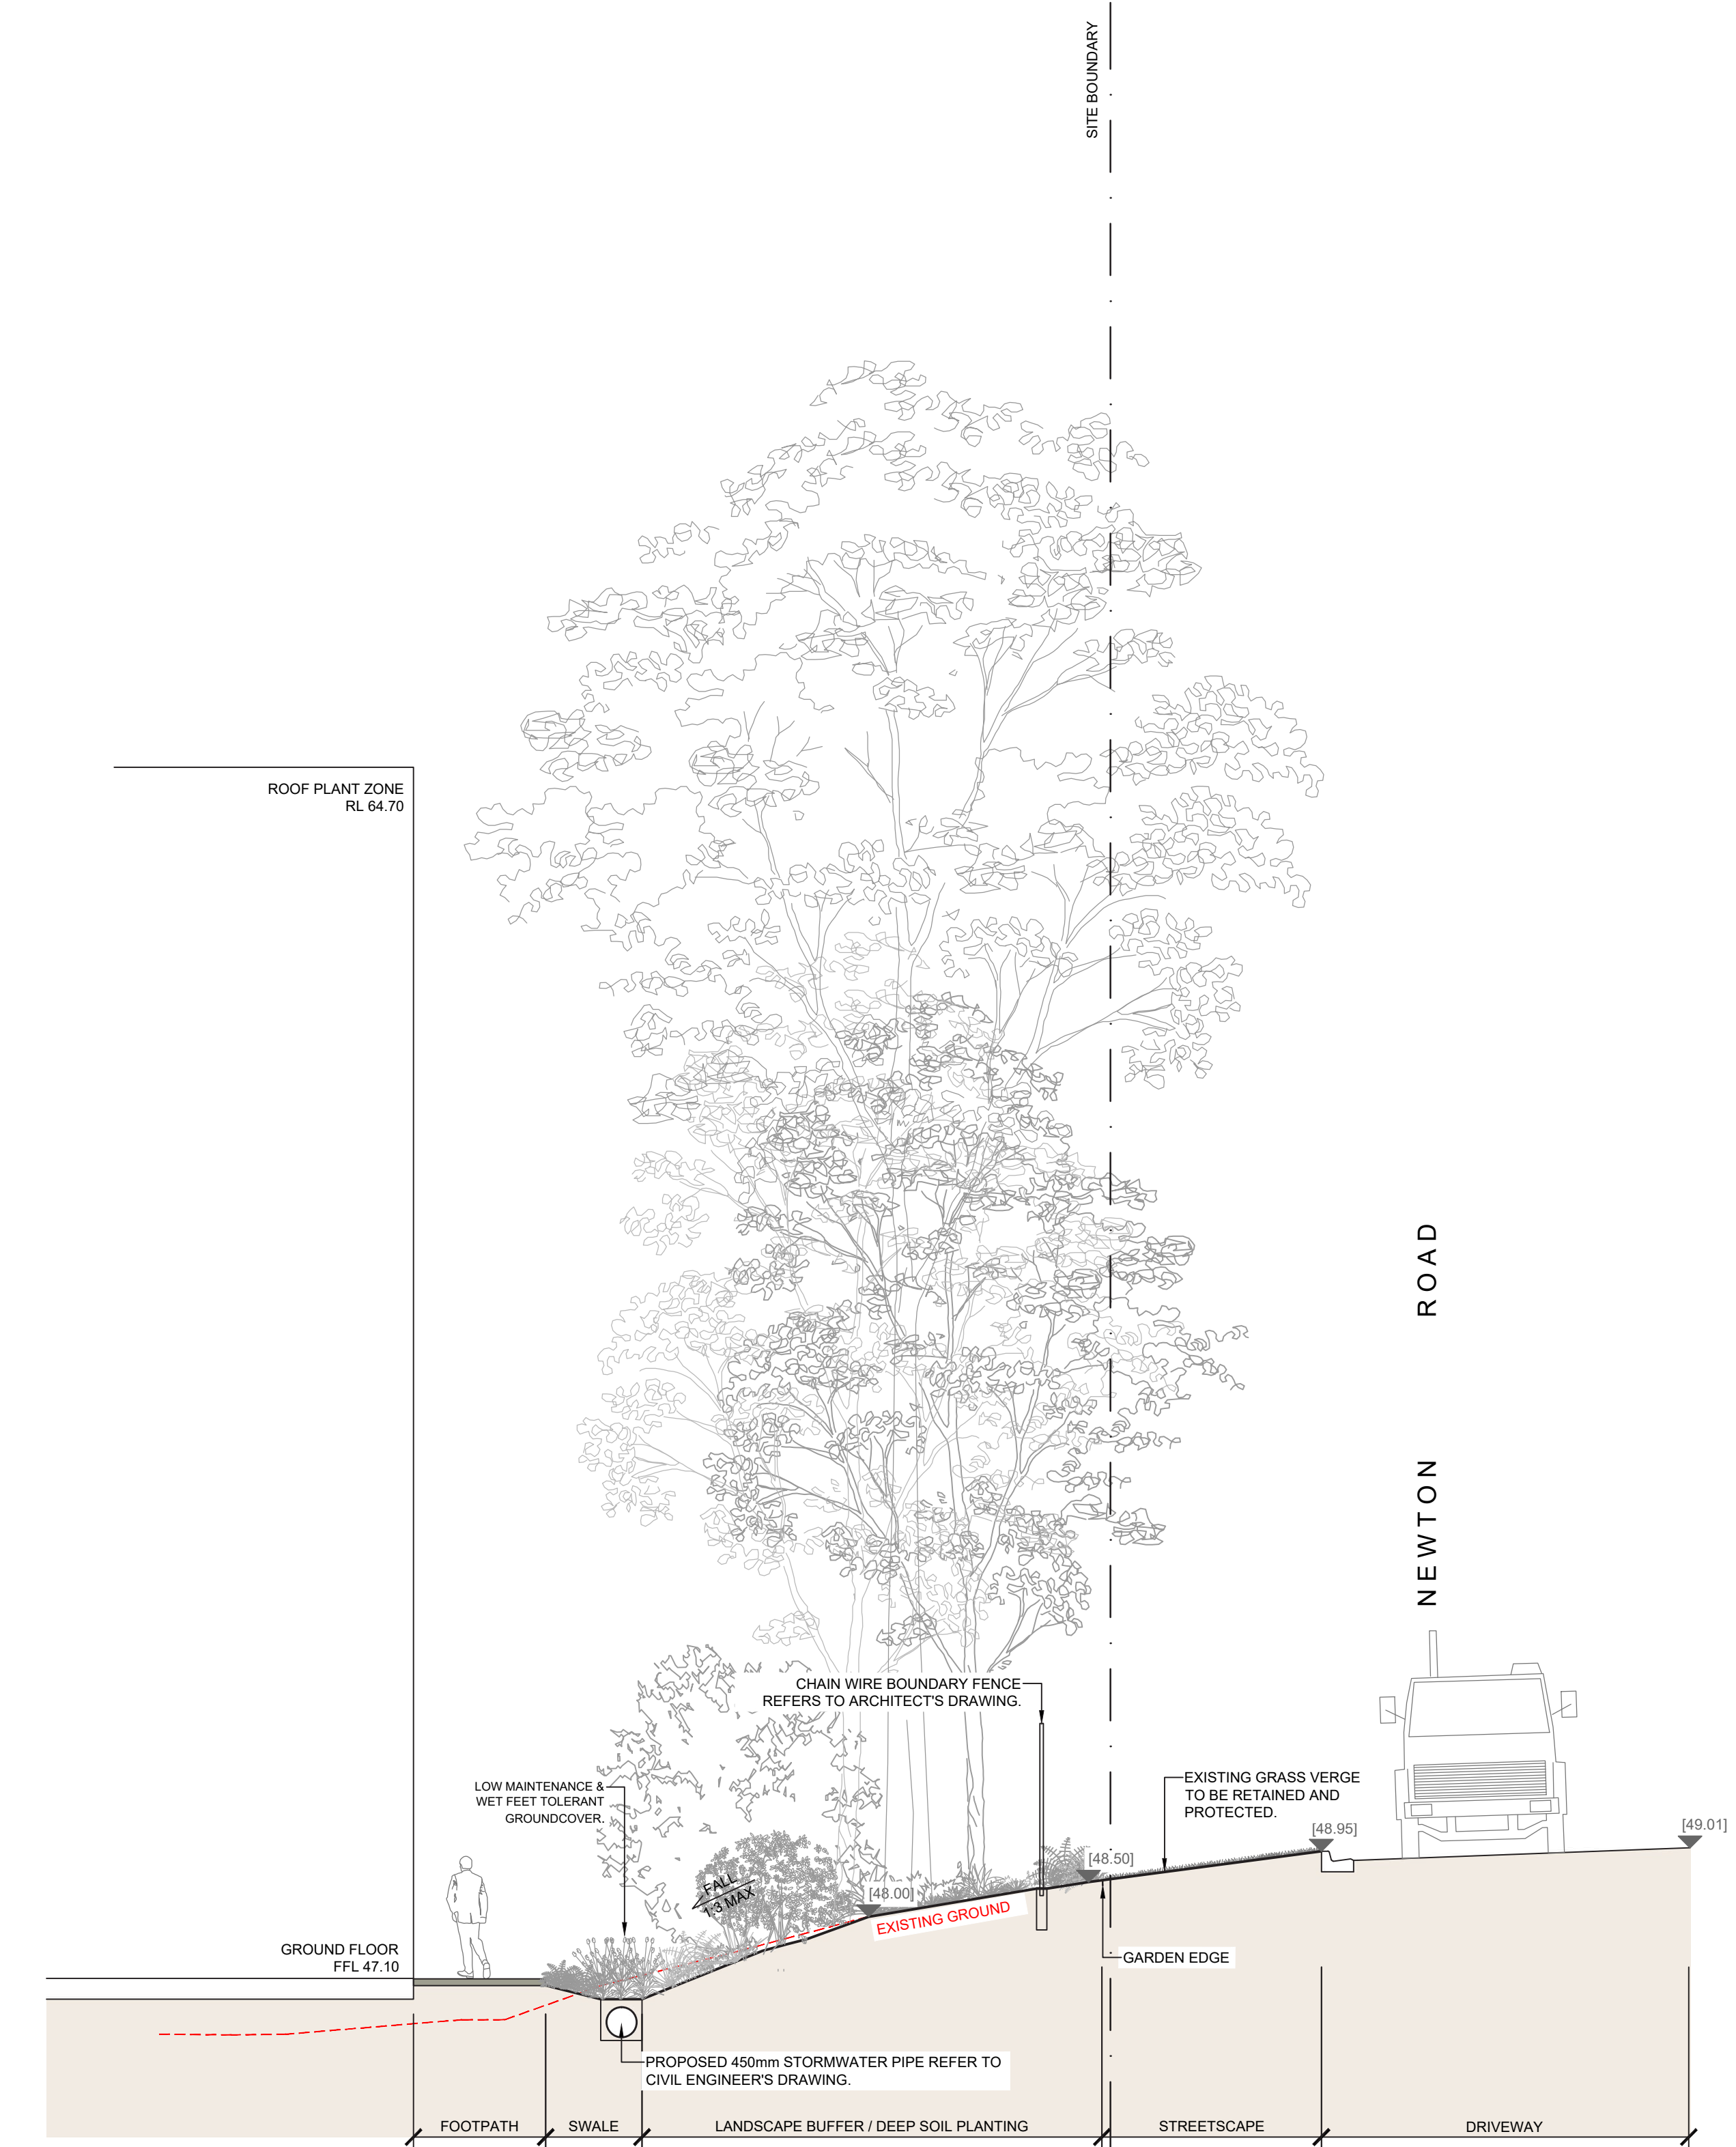 SITE BOUNDARY
ROOF PLANT ZONE
RL 64.70
NEWTON ROAD
CHAIN WIRE BOUNDARY FENCE
REFERS TO ARCHITECT'S DRAWING.
LOW MAINTENANCE &
WET FEET TOLERANT
GROUNDCOVER.
EXISTING GRASS VERGE
TO BE RETAINED AND
PROTECTED.
[49.01]
[48.95]
[48.50]
[48.00]
FALL
1:3 MAX
EXISTING GROUND
GROUND FLOOR
FFL 47.10
GARDEN EDGE
PROPOSED 450mm STORMWATER PIPE REFER TO
CIVIL ENGINEER'S DRAWING.
FOOTPATH
SWALE
LANDSCAPE BUFFER / DEEP SOIL PLANTING
STREETSCAPE
DRIVEWAY